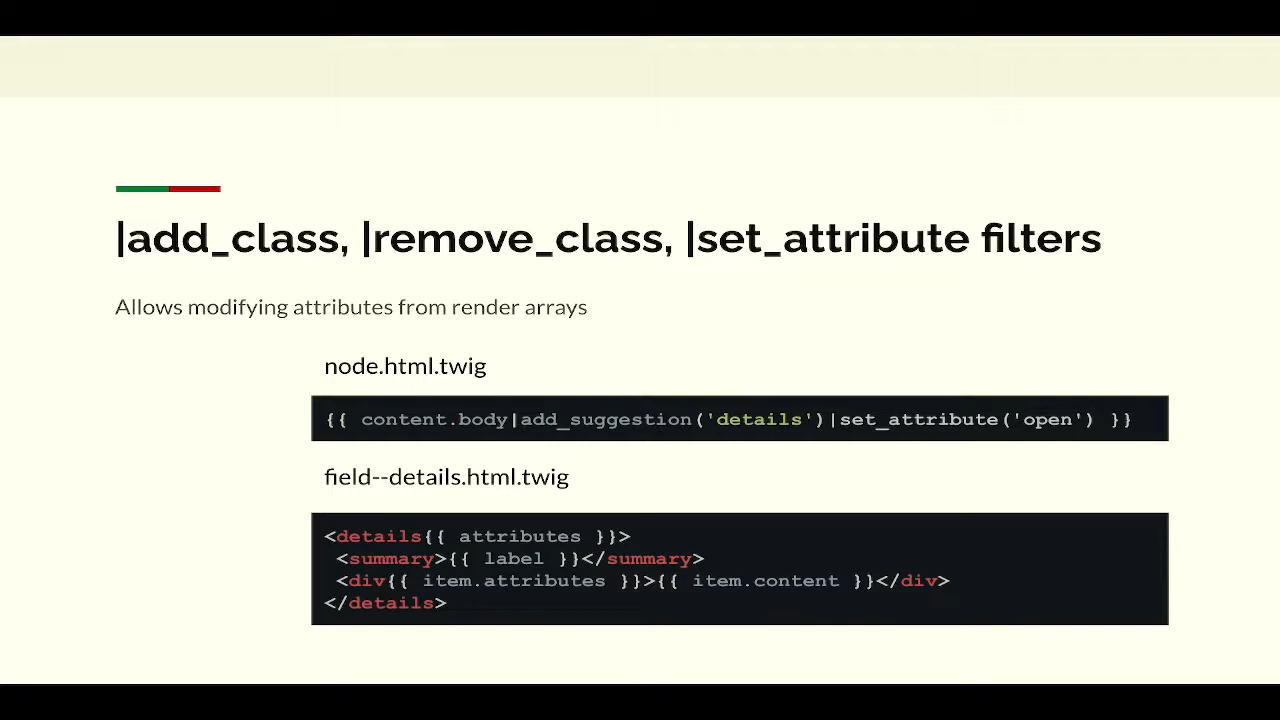 |add_class, |remove_class, |set_attribute filters
Allows modifying attributes from render arrays
node.html.twig
{{ content.body|add_suggestion('details')|set_attribute('open') }}
field--details.html.twig
<details{{ attributes }}>
 <summary>{{ label }}</summary>
 <div{{ item.attributes }}>{{ item.content }}</div>
</details>